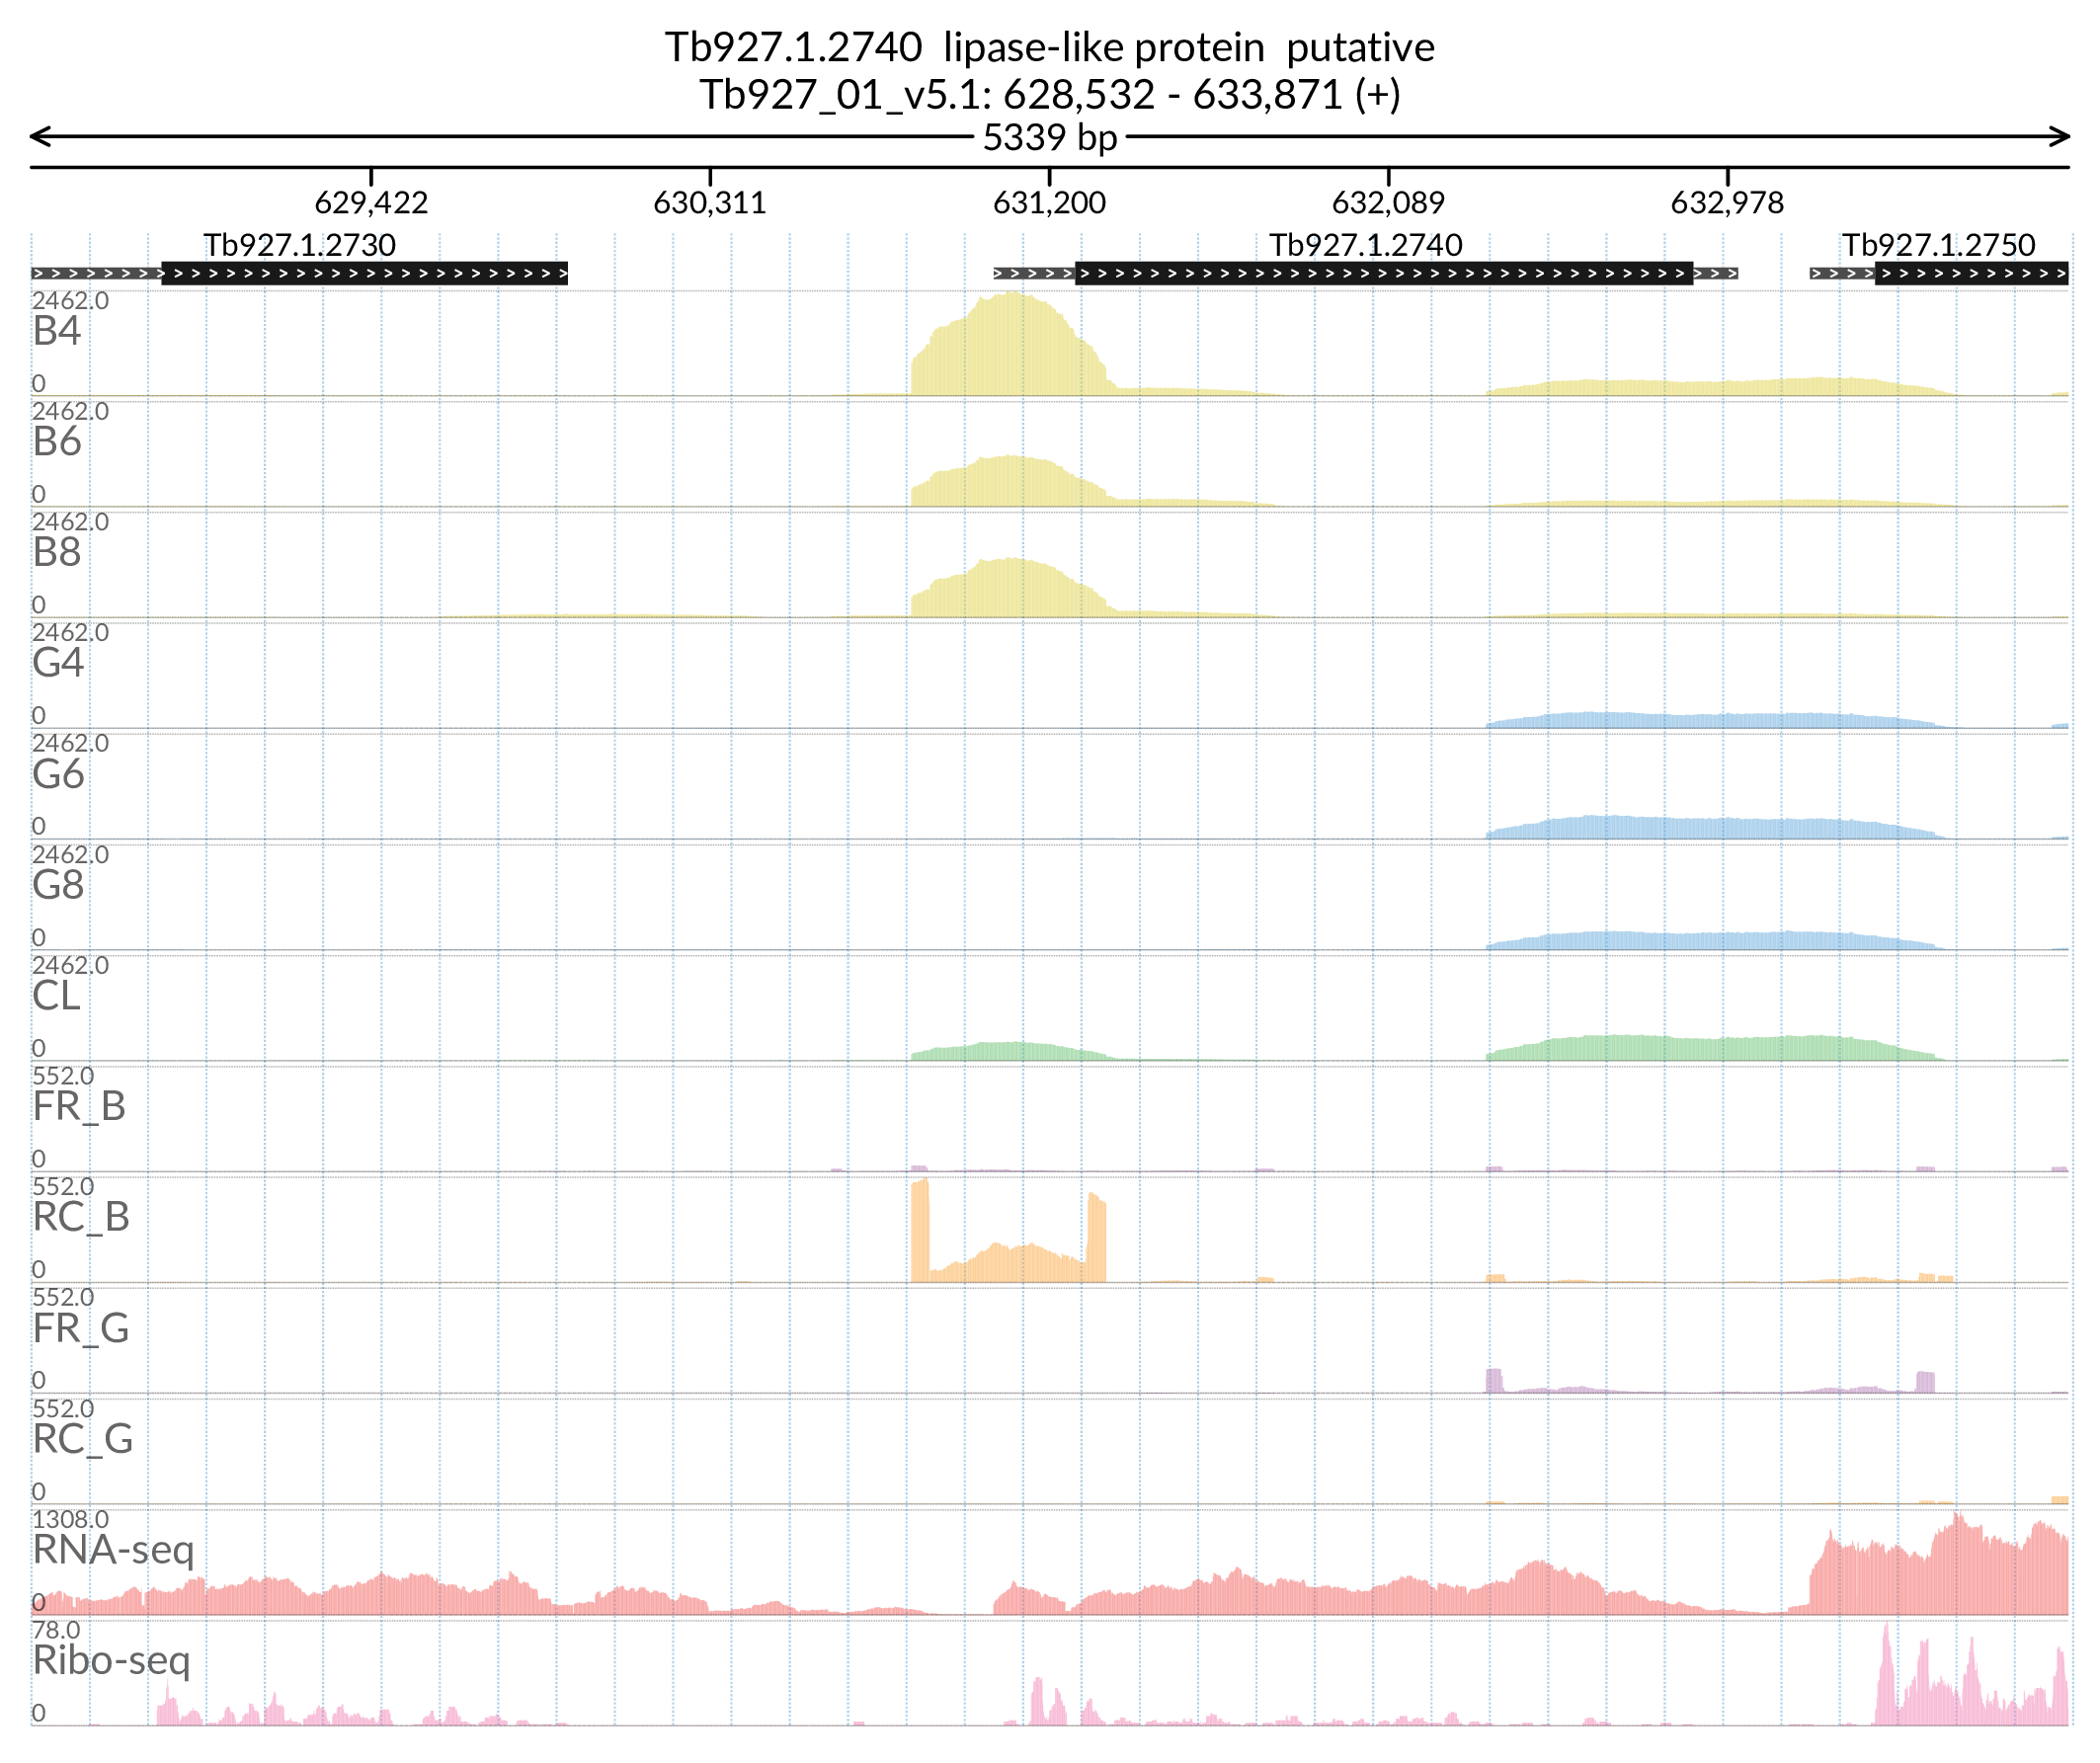 Tb927.1.2740 lipase-like protein putative
Tb927_01_v5.1: 628,532 - 633,871 (+)
5339 bp
629,422 630,311 631,200 632,089 632,978
Tb927.1.2730 Tb927.1.2740 Tb927.1.2750
2462.0
B4
0
2462.0
B6
0
2462.0
B8
0
2462.0
G4
0
2462.0
G6
0
2462.0
G8
0
2462.0
CL
0
552.0
FR_B
0
552.0
RC_B
0
552.0
FR_G
0
552.0
RC_G
0
1308.0
RNA-seq
0
78.0
Ribo-seq
0